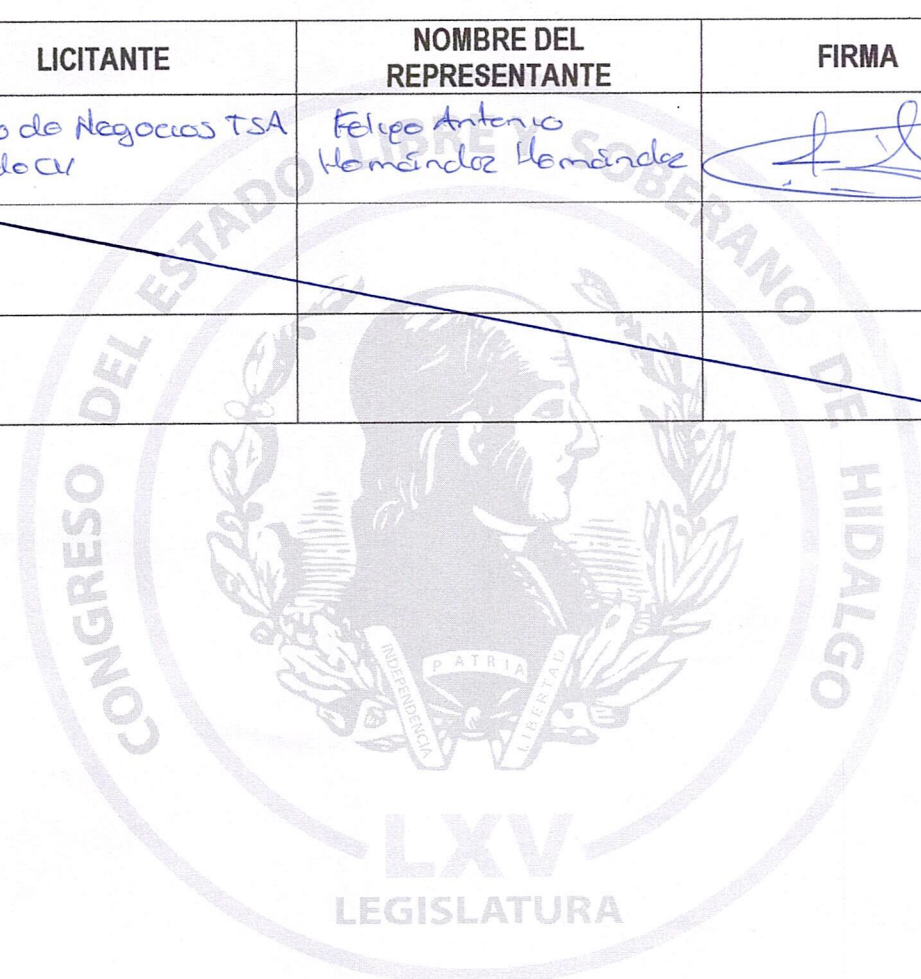 LICITANTE
NOMBRE DEL
REPRESENTANTE
FIRMA
o de Negocios TSA
de CV
Felipe Antonio
Hernández Hernández
CONGRESO DEL ESTADO LIBRE Y SOBERANO DE HIDALGO
INDEPENDENCIA
PATRIA
LIBERTAD
LXV
LEGISLATURA